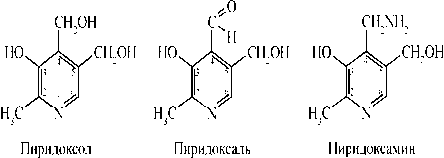 CH₂OH
HO
CH₂OH
H₃C
N
Пиридоксол
C
O
H
HO
CH₂OH
H₃C
N
Пиридоксаль
CH₂NH₂
HO
CH₂OH
H₃C
N
Пиридоксамин